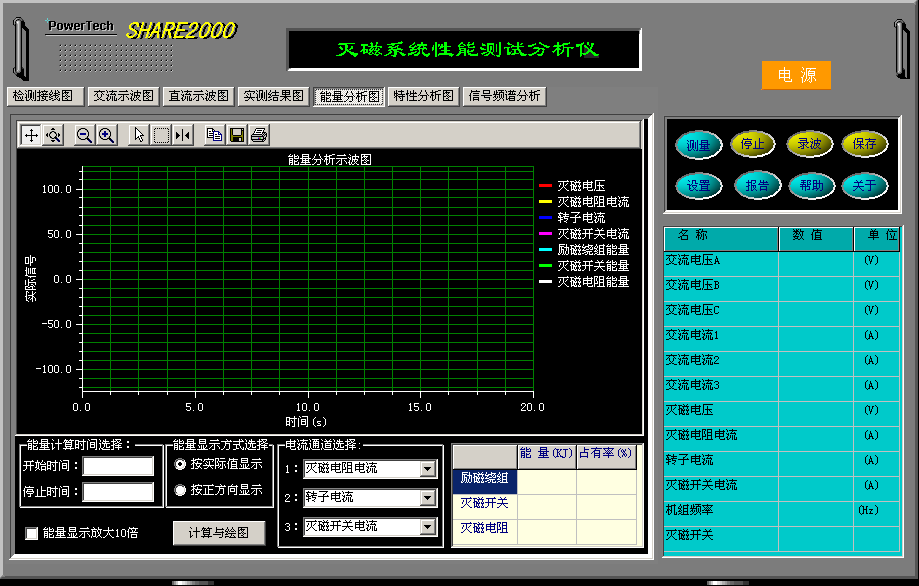 PowerTech SHARE2000
灭磁系统性能测试分析仪
电 源
检测接线图 交流示波图 直流示波图 实测结果图 能量分析图 特性分析图 信号频谱分析
能量分析示波图
100.0
50.0
0.0
-50.0
-100.0
实际信号
0.0 5.0 10.0 15.0 20.0
时间(s)
灭磁电压
灭磁电阻电流
转子电流
灭磁开关电流
励磁绕组能量
灭磁开关能量
灭磁电阻能量
测量 停止 录波 保存
设置 报告 帮助 关于
名 称 数 值 单 位
交流电压A (V)
交流电压B (V)
交流电压C (V)
交流电流1 (A)
交流电流2 (A)
交流电流3 (A)
灭磁电压 (V)
灭磁电阻电流 (A)
转子电流 (A)
灭磁开关电流 (A)
机组频率 (Hz)
灭磁开关
能量计算时间选择：
开始时间：
停止时间：
能量显示方式选择
按实际值显示
按正方向显示
能量显示放大10倍
计算与绘图
电流通道选择：
1：灭磁电阻电流
2：转子电流
3：灭磁开关电流
能 量(KJ) 占有率(%)
励磁绕组
灭磁开关
灭磁电阻